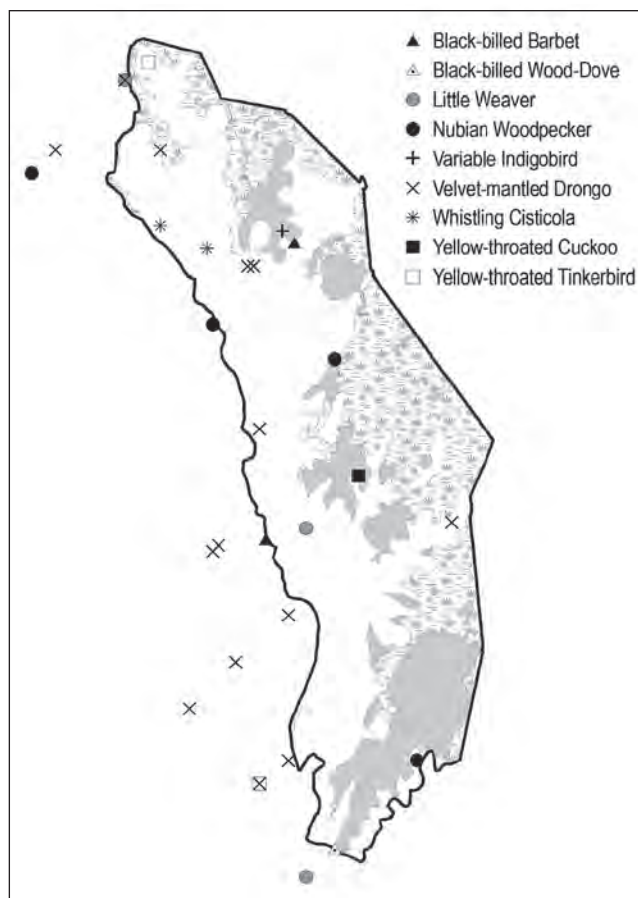 Black-billed Barbet
Black-billed Wood-Dove
Little Weaver
Nubian Woodpecker
Variable Indigobird
Velvet-mantled Drongo
Whistling Cisticola
Yellow-throated Cuckoo
Yellow-throated Tinkerbird